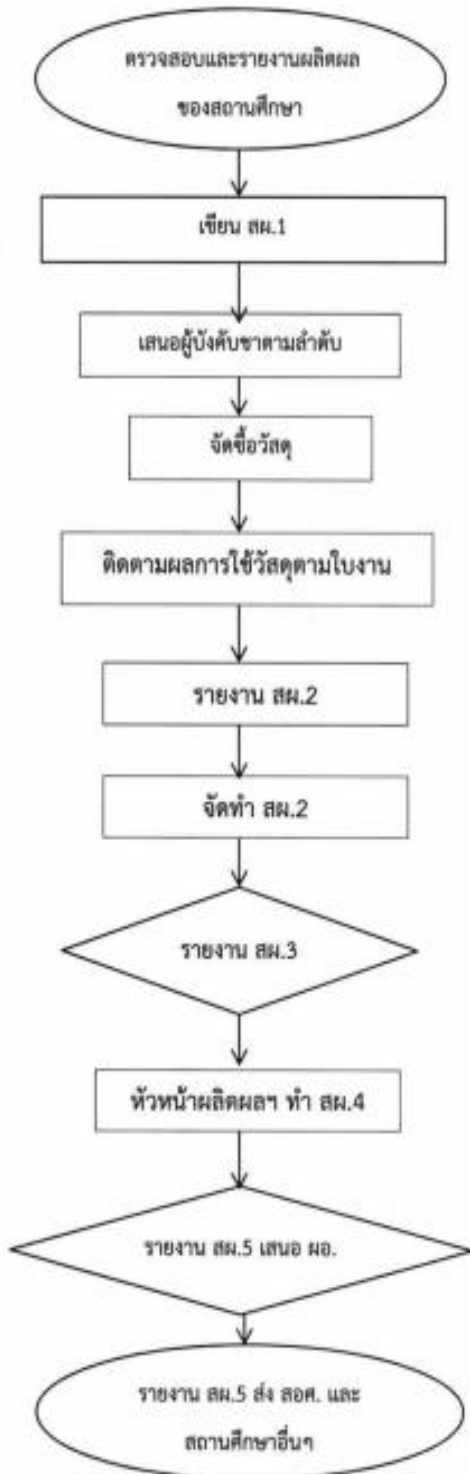 ตรวจสอบและรายงานผลิตผล
ของสถานศึกษา
เขียน สผ.1
เสนอผู้บังคับชาตามลำดับ
จัดซื้อวัสดุ
ติดตามผลการใช้วัสดุตามใบงาน
รายงาน สผ.2
จัดทำ สผ.2
รายงาน สผ.3
หัวหน้าผลิตผลฯ ทำ สผ.4
รายงาน สผ.5 เสนอ ผอ.
รายงาน สผ.5 ส่ง สอศ. และ
สถานศึกษาอื่นๆ